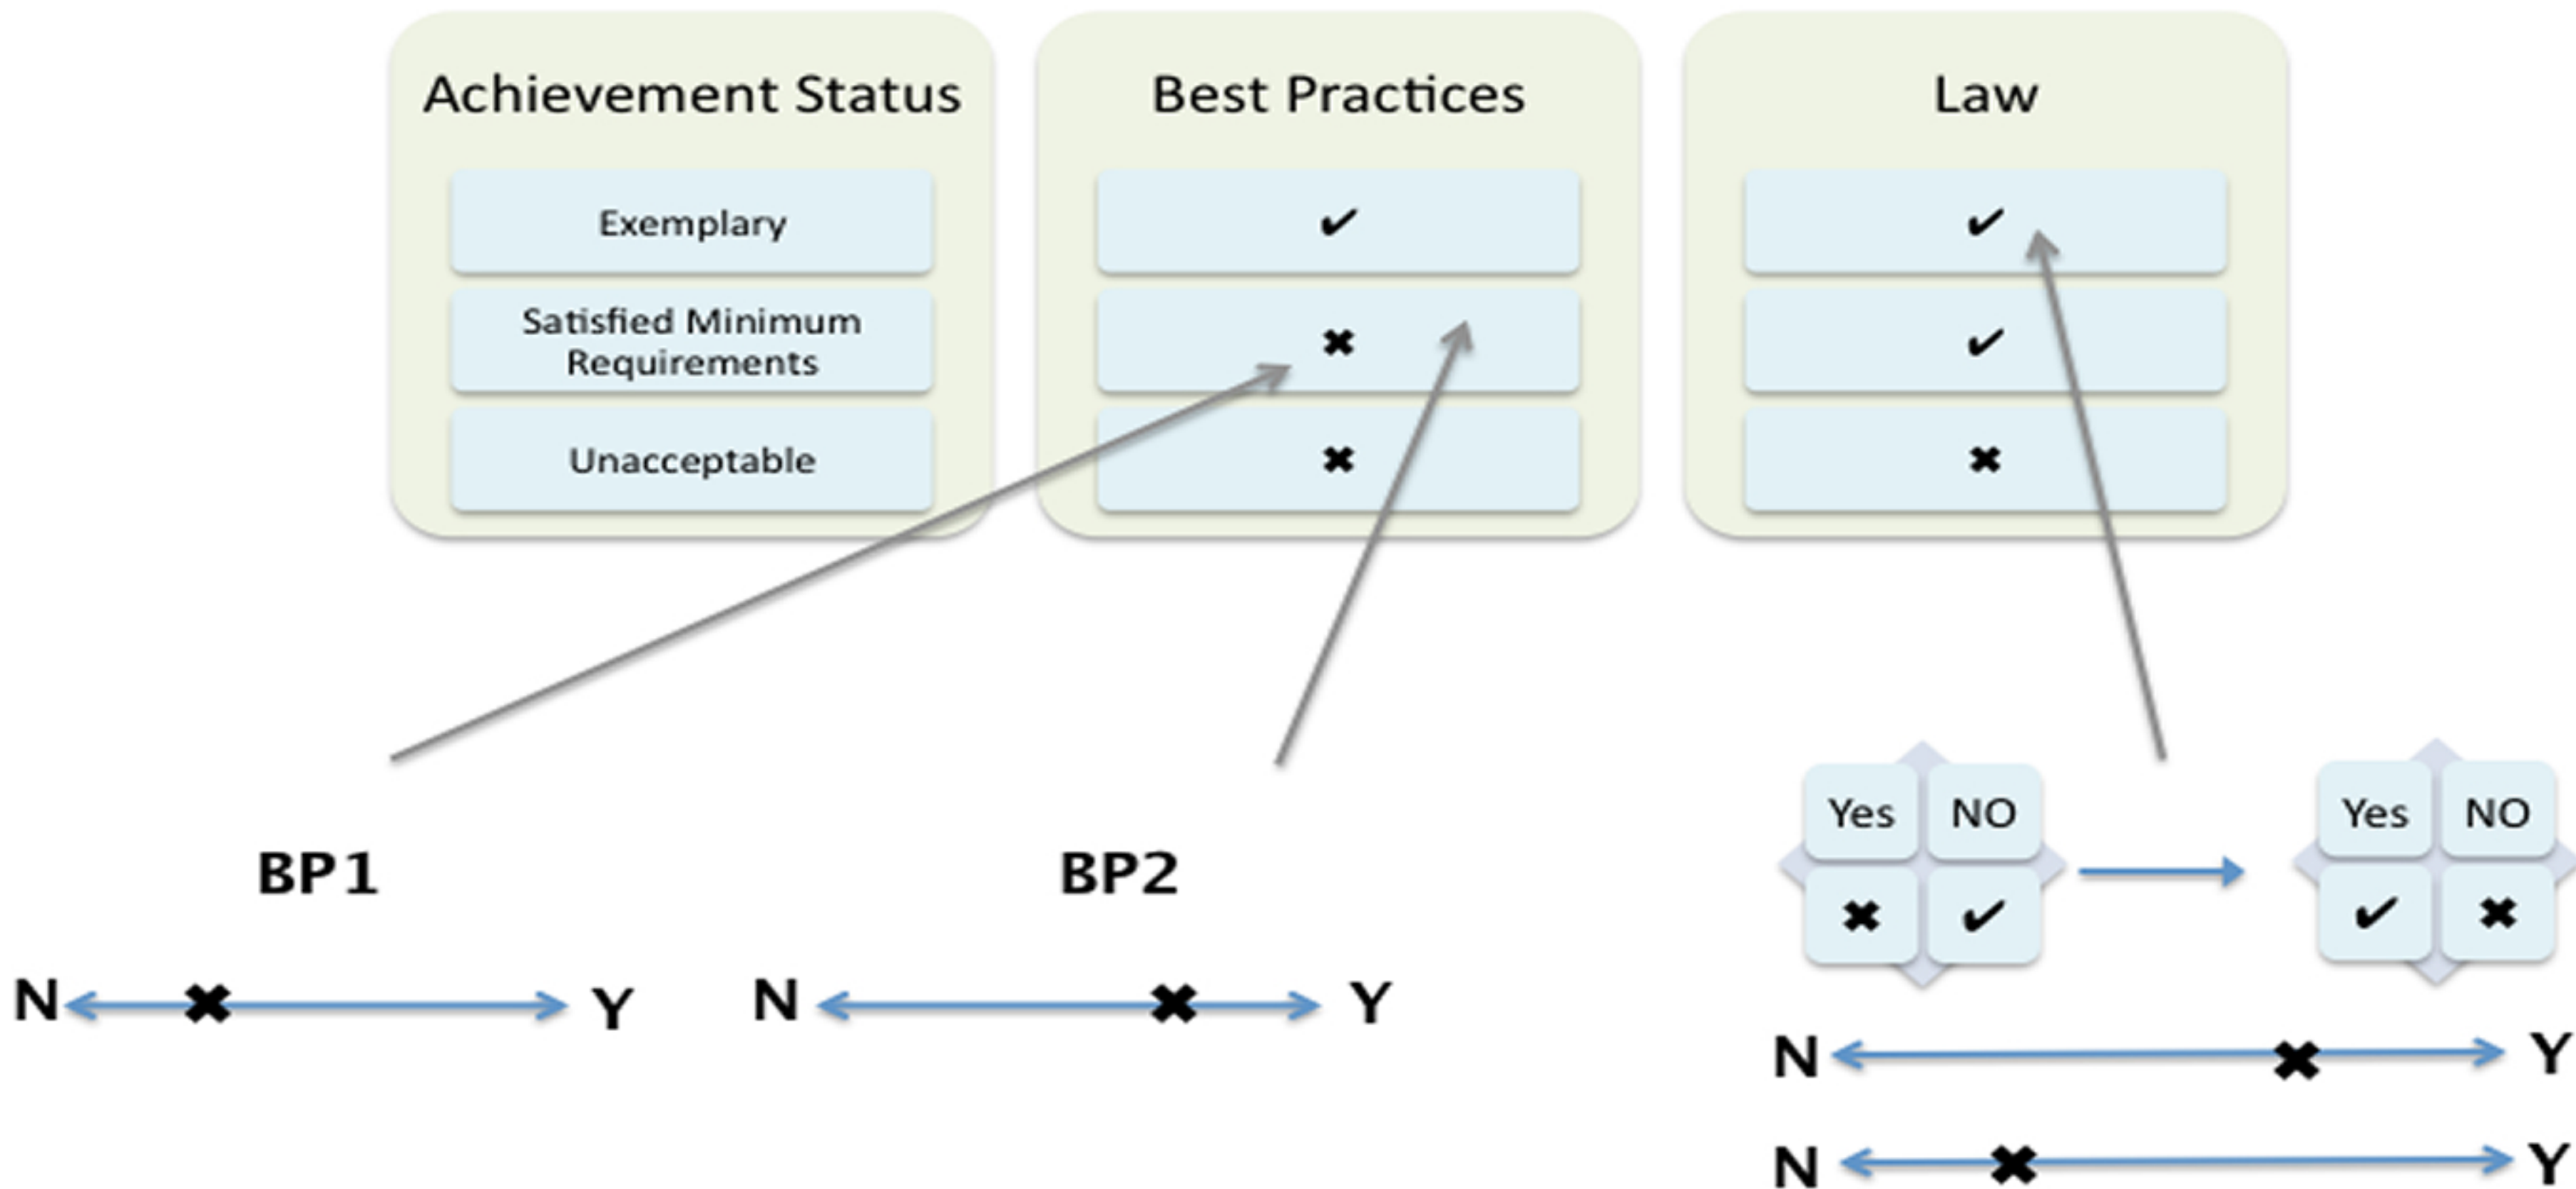 Achievement Status
Best Practices
Law
Exemplary
✔
✔
Satisfied Minimum
Requirements
✖
✔
Unacceptable
✖
✖
BP1
BP2
Yes NO
✖ ✔
Yes NO
✔ ✖
N ✖ Y
N ✖ Y
N ✖ Y
N ✖ Y